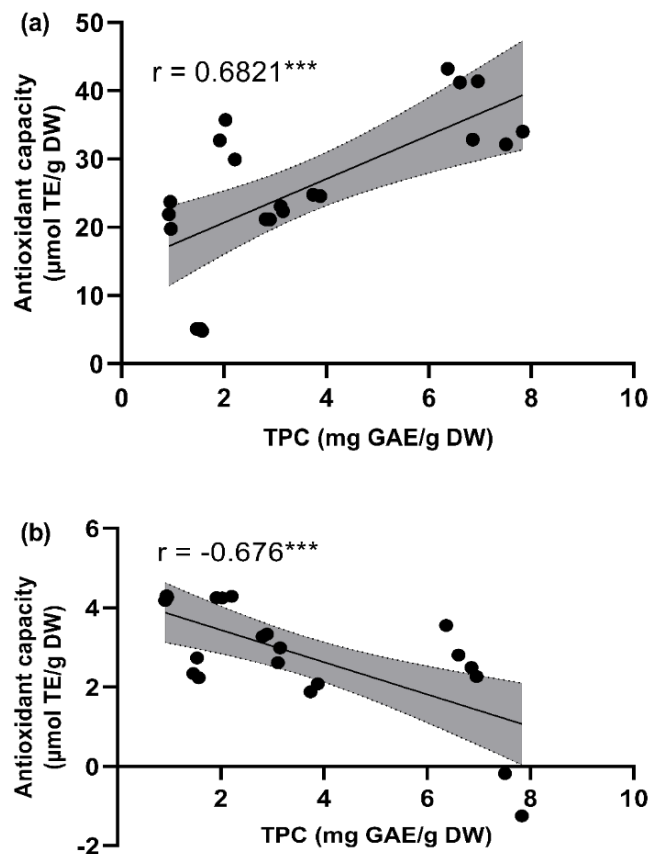 (a)
r = 0.6821***
Antioxidant capacity
(µmol TE/g DW)
50
40
30
20
10
0
0 2 4 6 8 10
TPC (mg GAE/g DW)
(b)
r = -0.676***
Antioxidant capacity
(µmol TE/g DW)
6
4
2
0
-2
2 4 6 8 10
TPC (mg GAE/g DW)